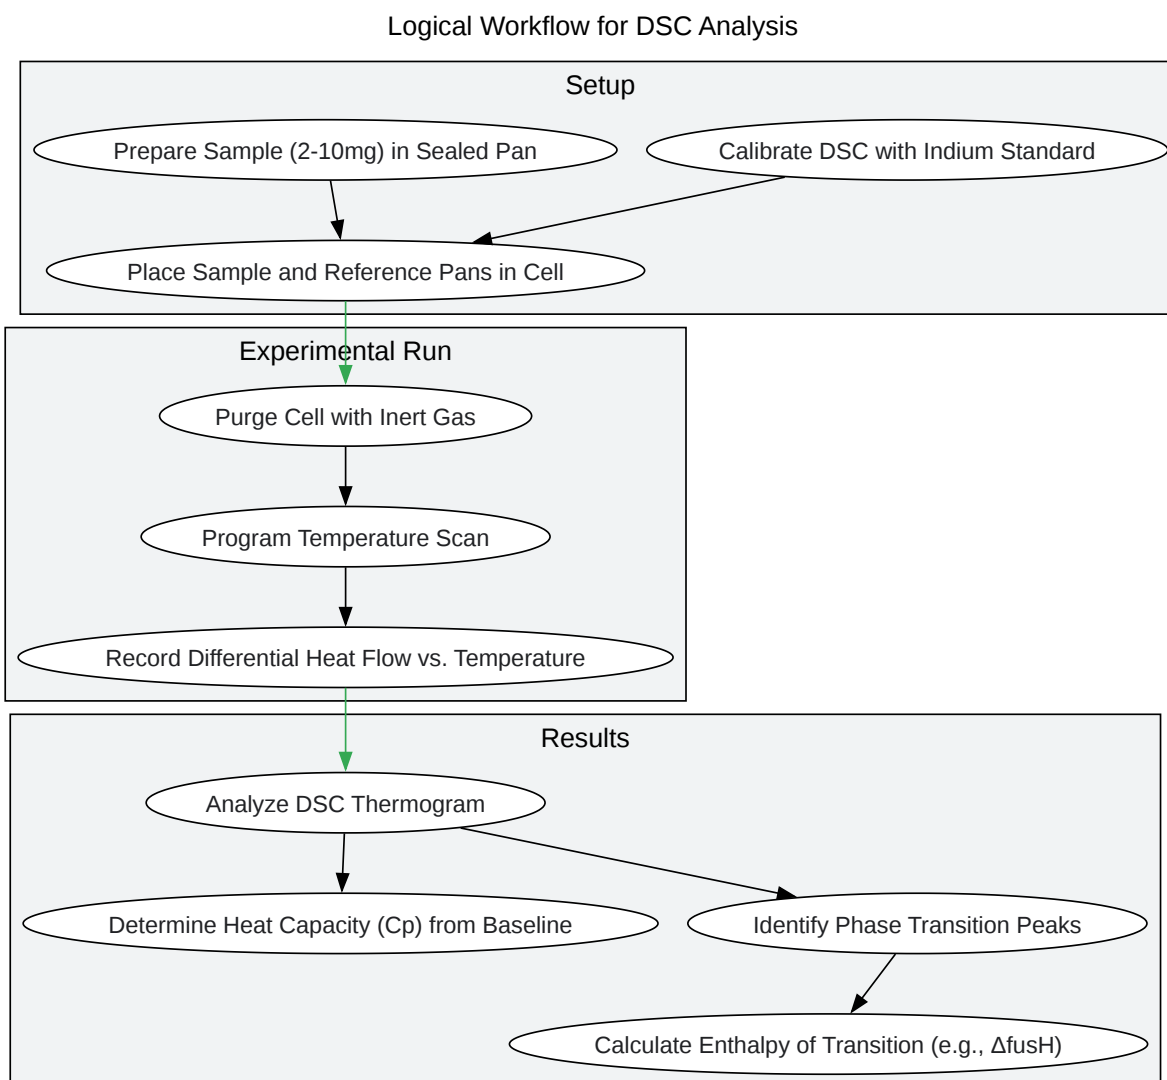 Logical Workflow for DSC Analysis
Setup
Prepare Sample (2-10mg) in Sealed Pan
Calibrate DSC with Indium Standard
Place Sample and Reference Pans in Cell
Experimental Run
Purge Cell with Inert Gas
Program Temperature Scan
Record Differential Heat Flow vs. Temperature
Results
Analyze DSC Thermogram
Determine Heat Capacity (Cp) from Baseline
Identify Phase Transition Peaks
Calculate Enthalpy of Transition (e.g., ΔfusH)